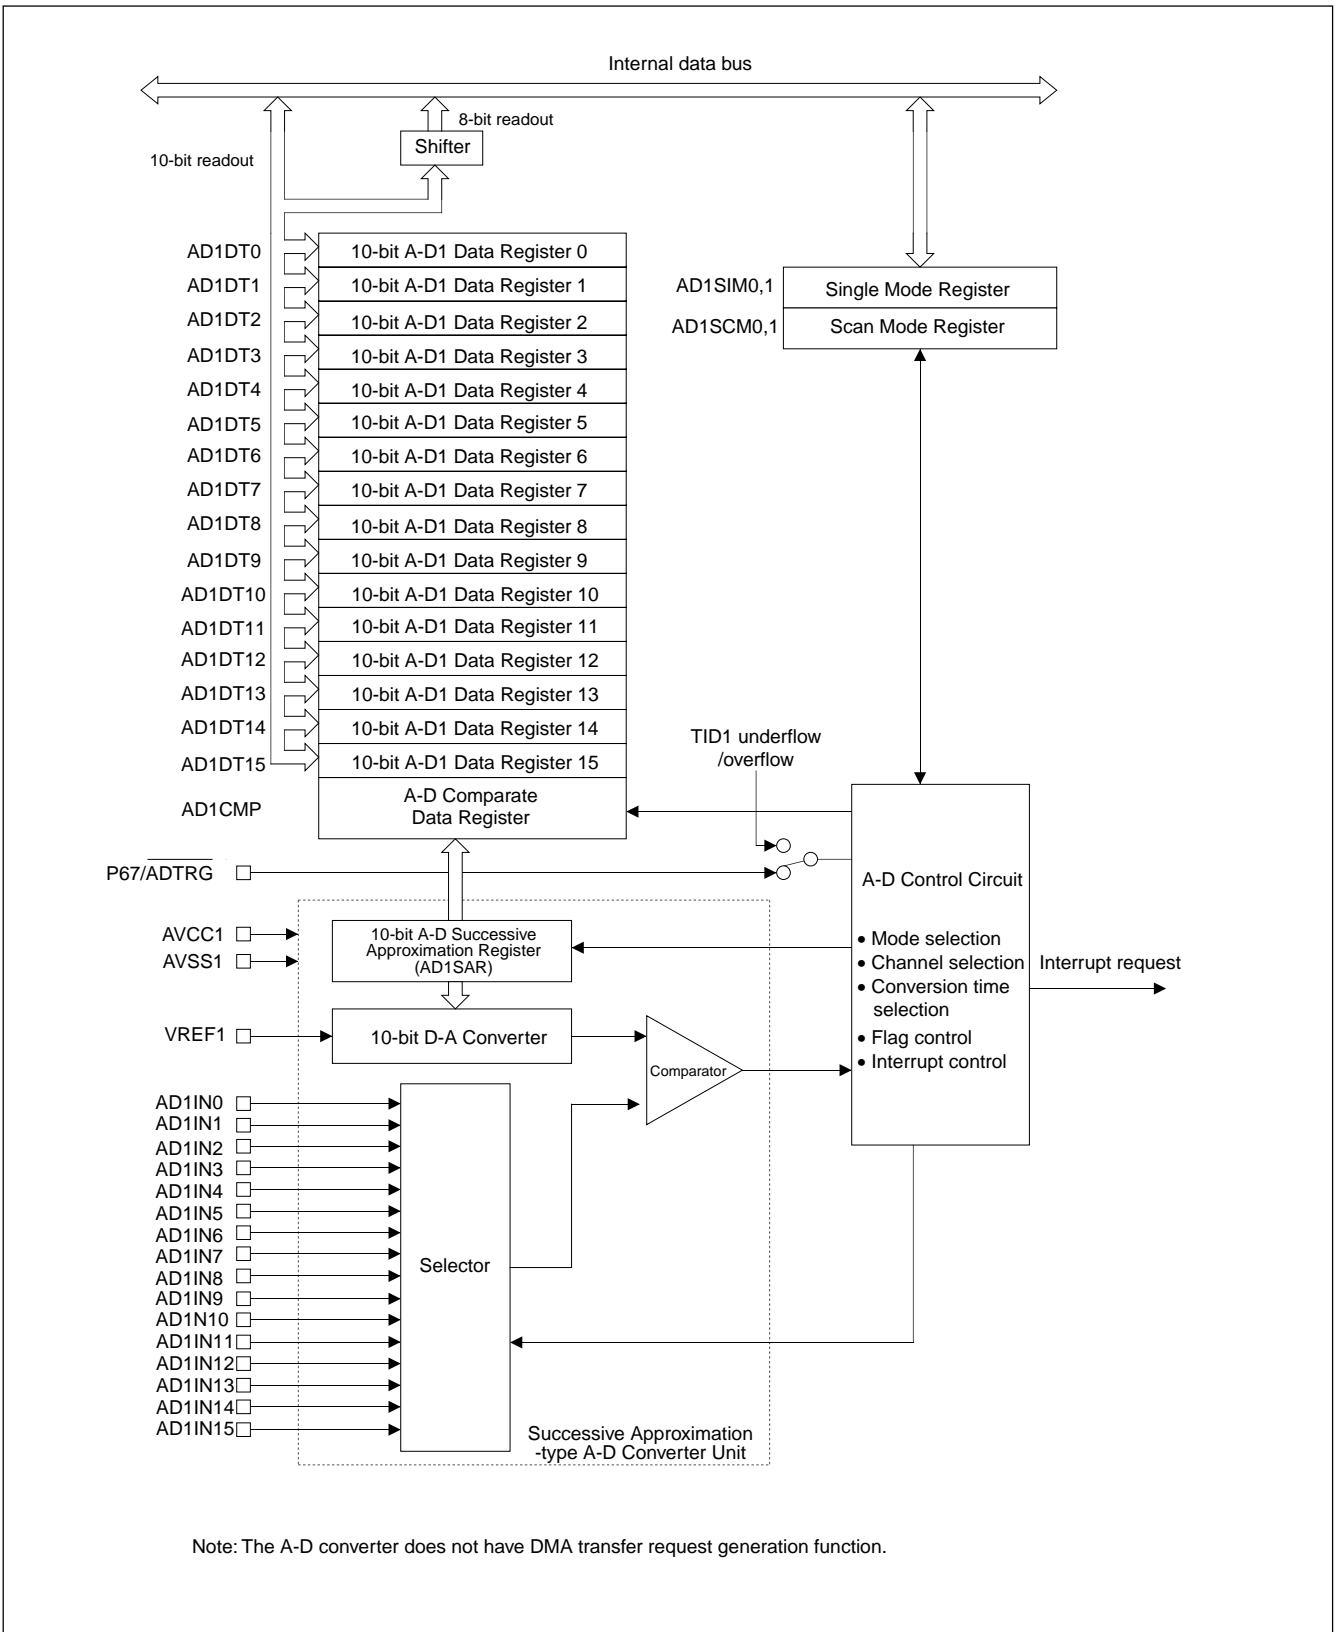 Internal data bus
8-bit readout
Shifter
10-bit readout
AD1DT0 10-bit A-D1 Data Register 0
AD1DT1 10-bit A-D1 Data Register 1
AD1DT2 10-bit A-D1 Data Register 2
AD1DT3 10-bit A-D1 Data Register 3
AD1DT4 10-bit A-D1 Data Register 4
AD1DT5 10-bit A-D1 Data Register 5
AD1DT6 10-bit A-D1 Data Register 6
AD1DT7 10-bit A-D1 Data Register 7
AD1DT8 10-bit A-D1 Data Register 8
AD1DT9 10-bit A-D1 Data Register 9
AD1DT10 10-bit A-D1 Data Register 10
AD1DT11 10-bit A-D1 Data Register 11
AD1DT12 10-bit A-D1 Data Register 12
AD1DT13 10-bit A-D1 Data Register 13
AD1DT14 10-bit A-D1 Data Register 14
AD1DT15 10-bit A-D1 Data Register 15
AD1CMP A-D Comparate
Data Register
AD1SIM0,1 Single Mode Register
AD1SCM0,1 Scan Mode Register
TID1 underflow
/overflow
P67/ADTRG
AVCC1
AVSS1
VREF1
10-bit A-D Successive
Approximation Register
(AD1SAR)
10-bit D-A Converter
Comparator
A-D Control Circuit
• Mode selection
• Channel selection
• Conversion time
selection
• Flag control
• Interrupt control
Interrupt request
AD1IN0
AD1IN1
AD1IN2
AD1IN3
AD1IN4
AD1IN5
AD1IN6
AD1IN7
AD1IN8
AD1IN9
AD1N10
AD1IN11
AD1IN12
AD1IN13
AD1IN14
AD1IN15
Selector
Successive Approximation
-type A-D Converter Unit
Note: The A-D converter does not have DMA transfer request generation function.